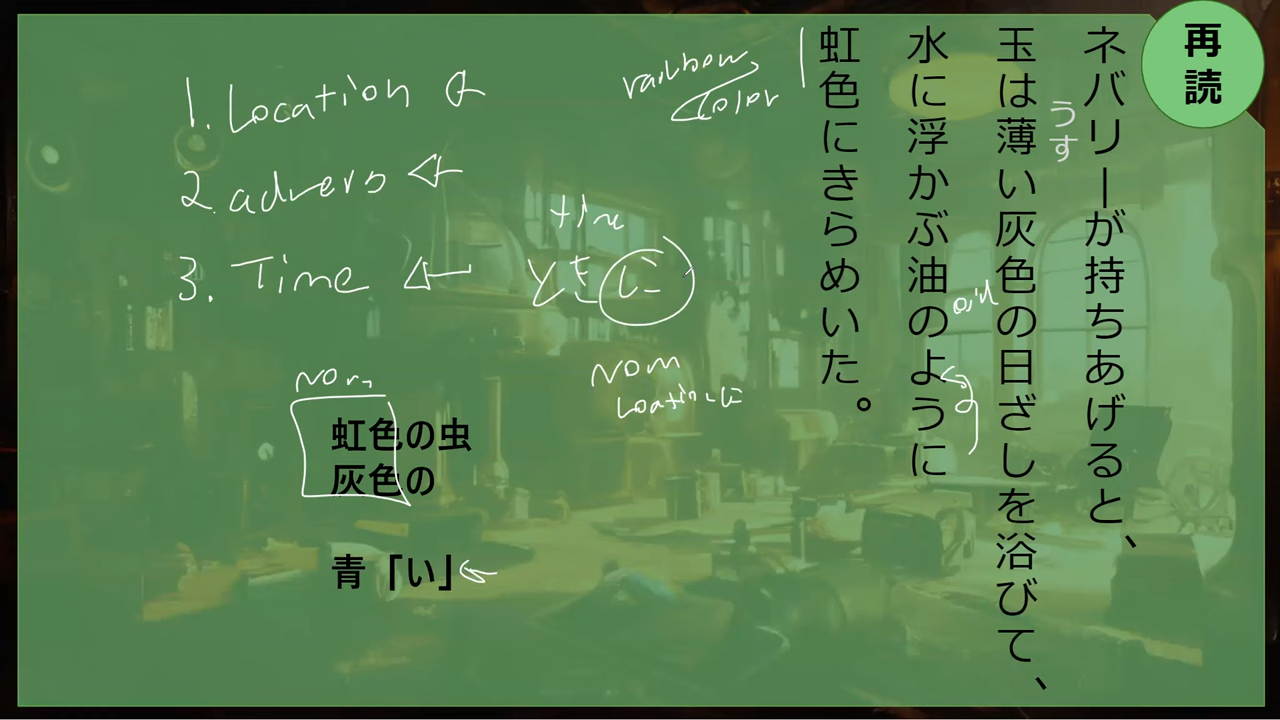 再読
ネバリーが持ちあげると、
うす
玉は薄い灰色の日ざしを浴びて、
水に浮かぶ油のように
oil
虹色にきらめいた。
rainbow
color
1. Location
2. advers
3. Time
time
ときに
Nom
虹色の虫
灰色の
Nom
青「い」